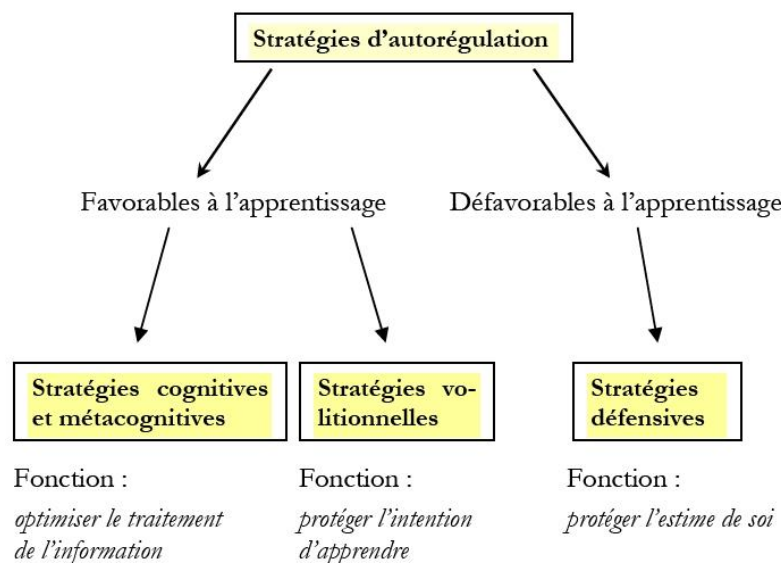 Stratégies d'autorégulation
Favorables à l'apprentissage
Défavorables à l'apprentissage
Stratégies cognitives
et métacognitives
Stratégies vo-
litionnelles
Stratégies
défensives
Fonction :
optimiser le traitement
de l'information
Fonction :
protéger l'intention
d'apprendre
Fonction :
protéger l'estime de soi